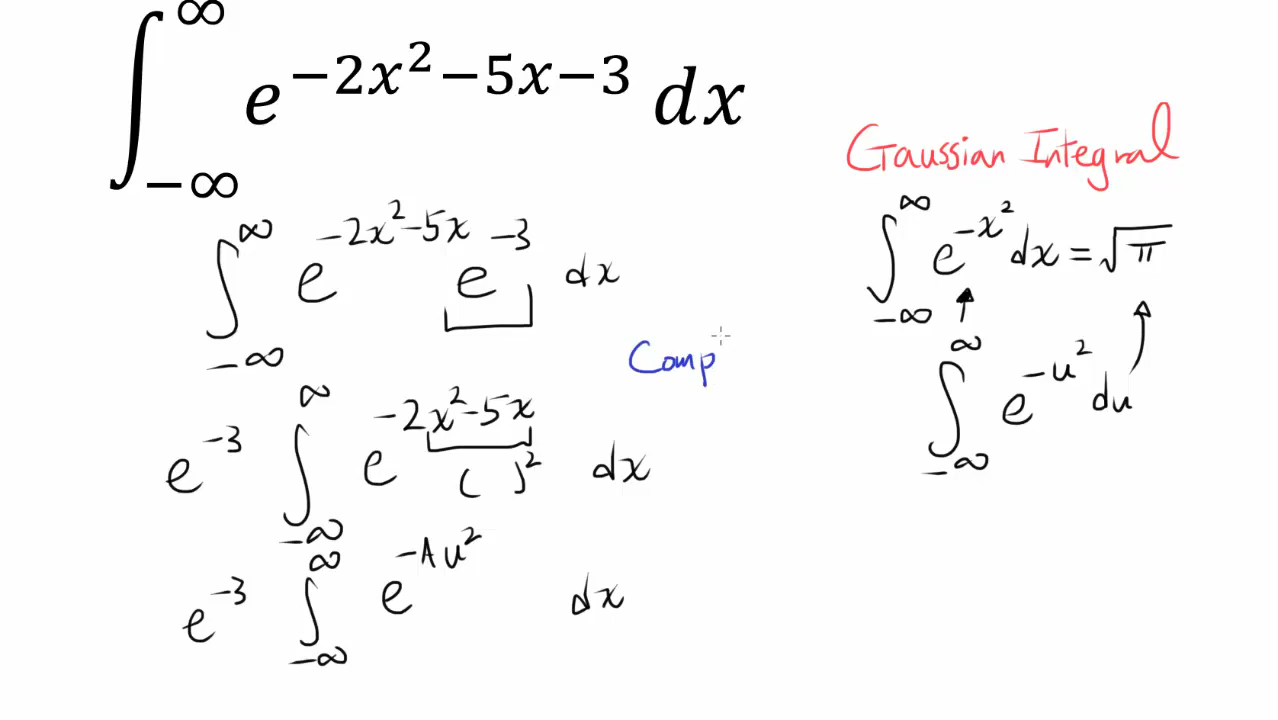 ∫_{-∞}^{∞} e^{-2x²-5x-3} dx
Gaussian Integral
∫_{-∞}^{∞} e^{-x²} dx = √π
∫_{-∞}^{∞} e^{-2x²-5x} e^{-3} dx
∫_{-∞}^{∞} e^{-u²} du
Comp
e^{-3} ∫_{-∞}^{∞} e^{-2x²-5x} dx
( )²
e^{-3} ∫_{-∞}^{∞} e^{-Au²} dx